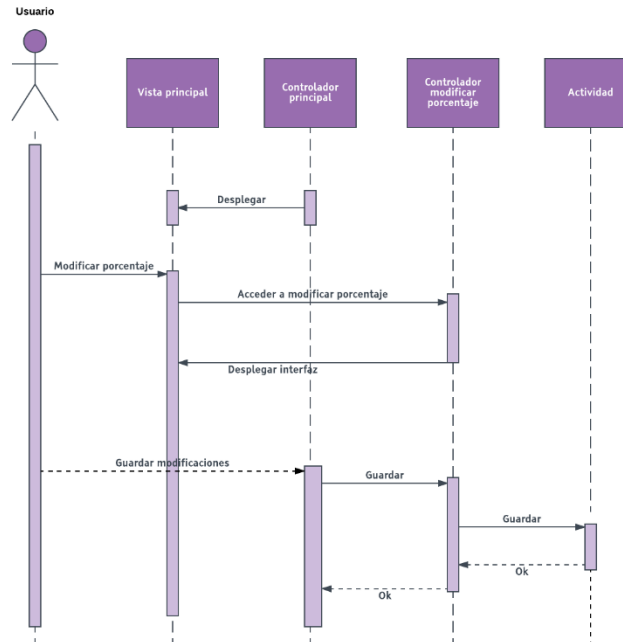 Usuario
Vista principal
Controlador
principal
Controlador
modificar
porcentaje
Actividad
Desplegar
Modificar porcentaje
Acceder a modificar porcentaje
Desplegar interfaz
Guardar modificaciones
Guardar
Guardar
Ok
Ok